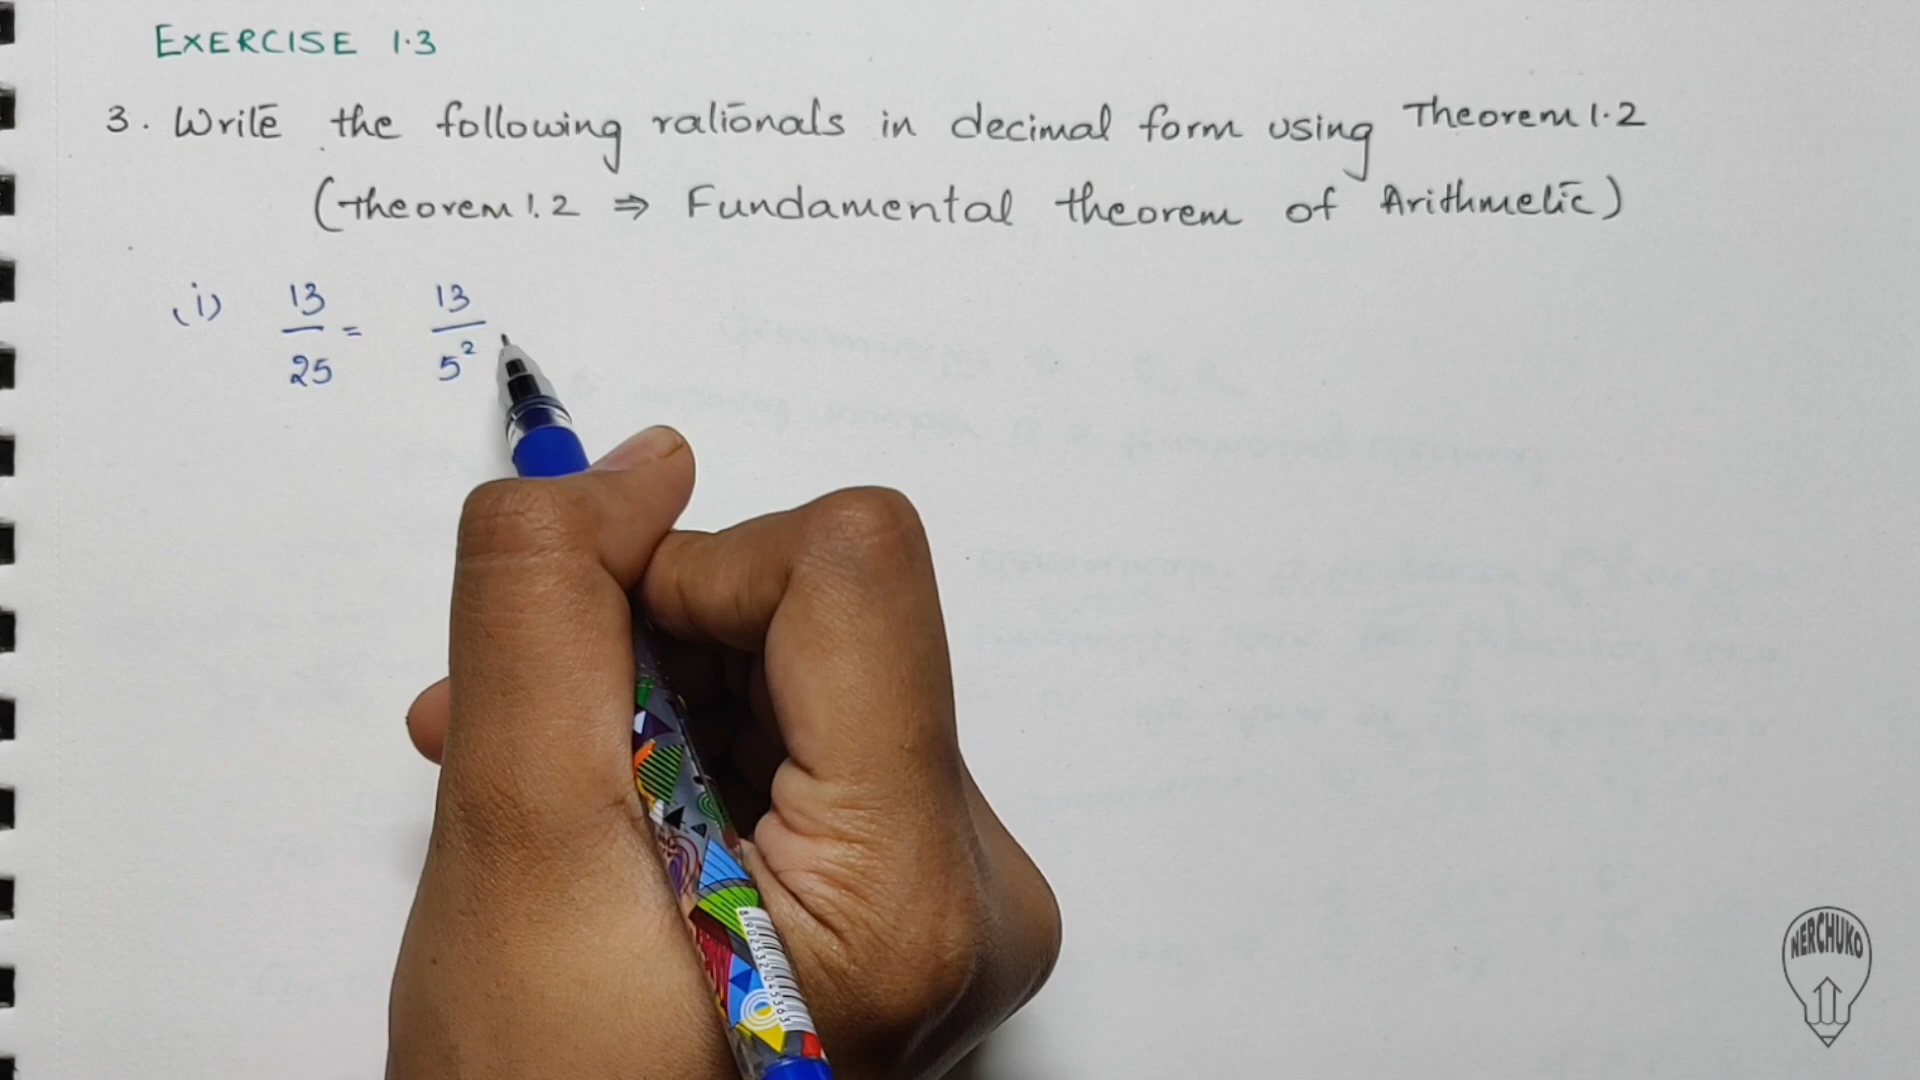 EXERCISE 1.3
3. Write the following rationals in decimal form using Theorem 1.2
(Theorem 1.2 ⇒ Fundamental theorem of Arithmetic)
(i) 13/25 = 13/5²
8902532045363
NERCHUKO